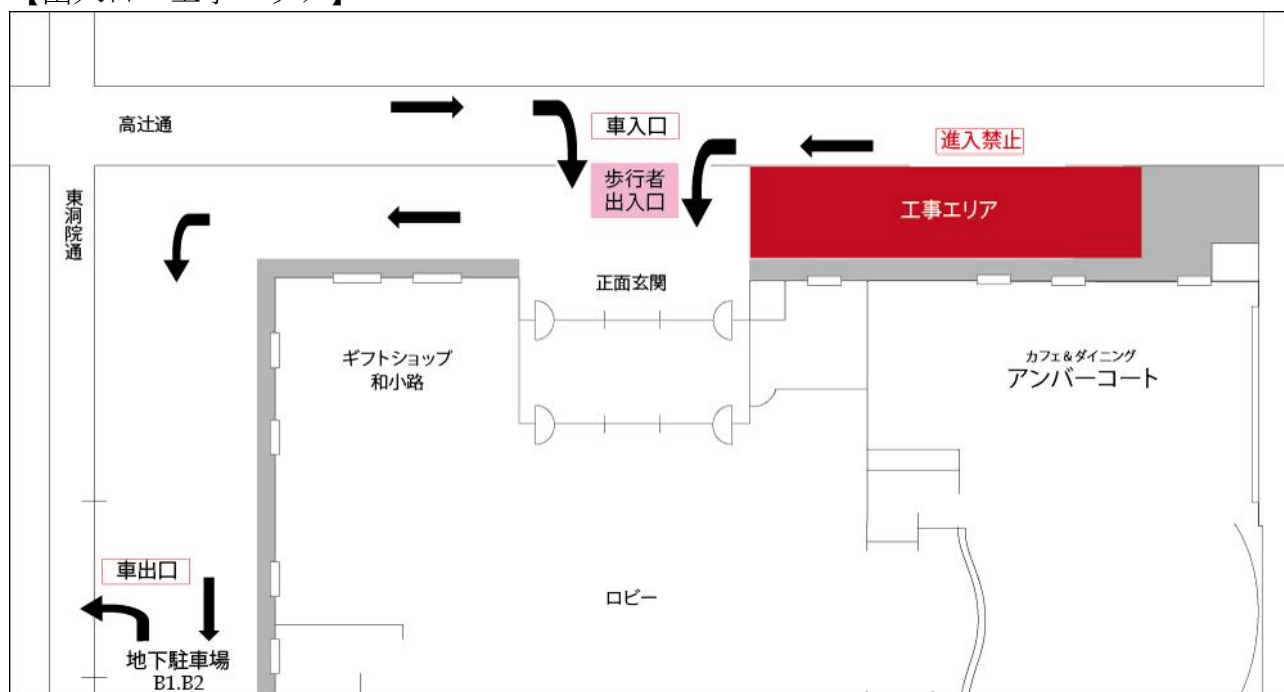 高辻通
車入口
進入禁止
歩行者
出入口
工事エリア
東洞院通
正面玄関
ギフトショップ
和小路
カフェ&ダイニング
アンバーコート
車出口
ロビー
地下駐車場
B1.B2